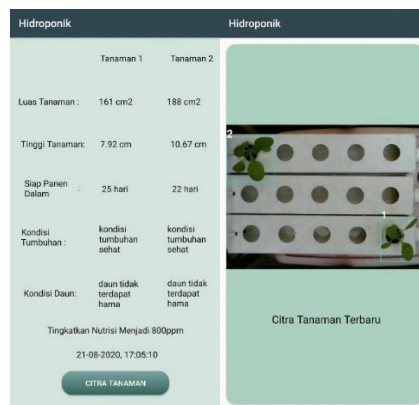 Hidroponik
Tanaman 1 Tanaman 2
Luas Tanaman : 161 cm2 188 cm2
Tinggi Tanaman: 7.92 cm 10.67 cm
Siap Panen
Dalam : 25 hari 22 hari
Kondisi
Tumbuhan :
kondisi
tumbuhan
sehat
kondisi
tumbuhan
sehat
Kondisi Daun:
daun tidak
terdapat
hama
daun tidak
terdapat
hama
Tingkatkan Nutrisi Menjadi 800ppm
21-08-2020, 17:05:10
CITRA TANAMAN
Hidroponik
2
1
Citra Tanaman Terbaru